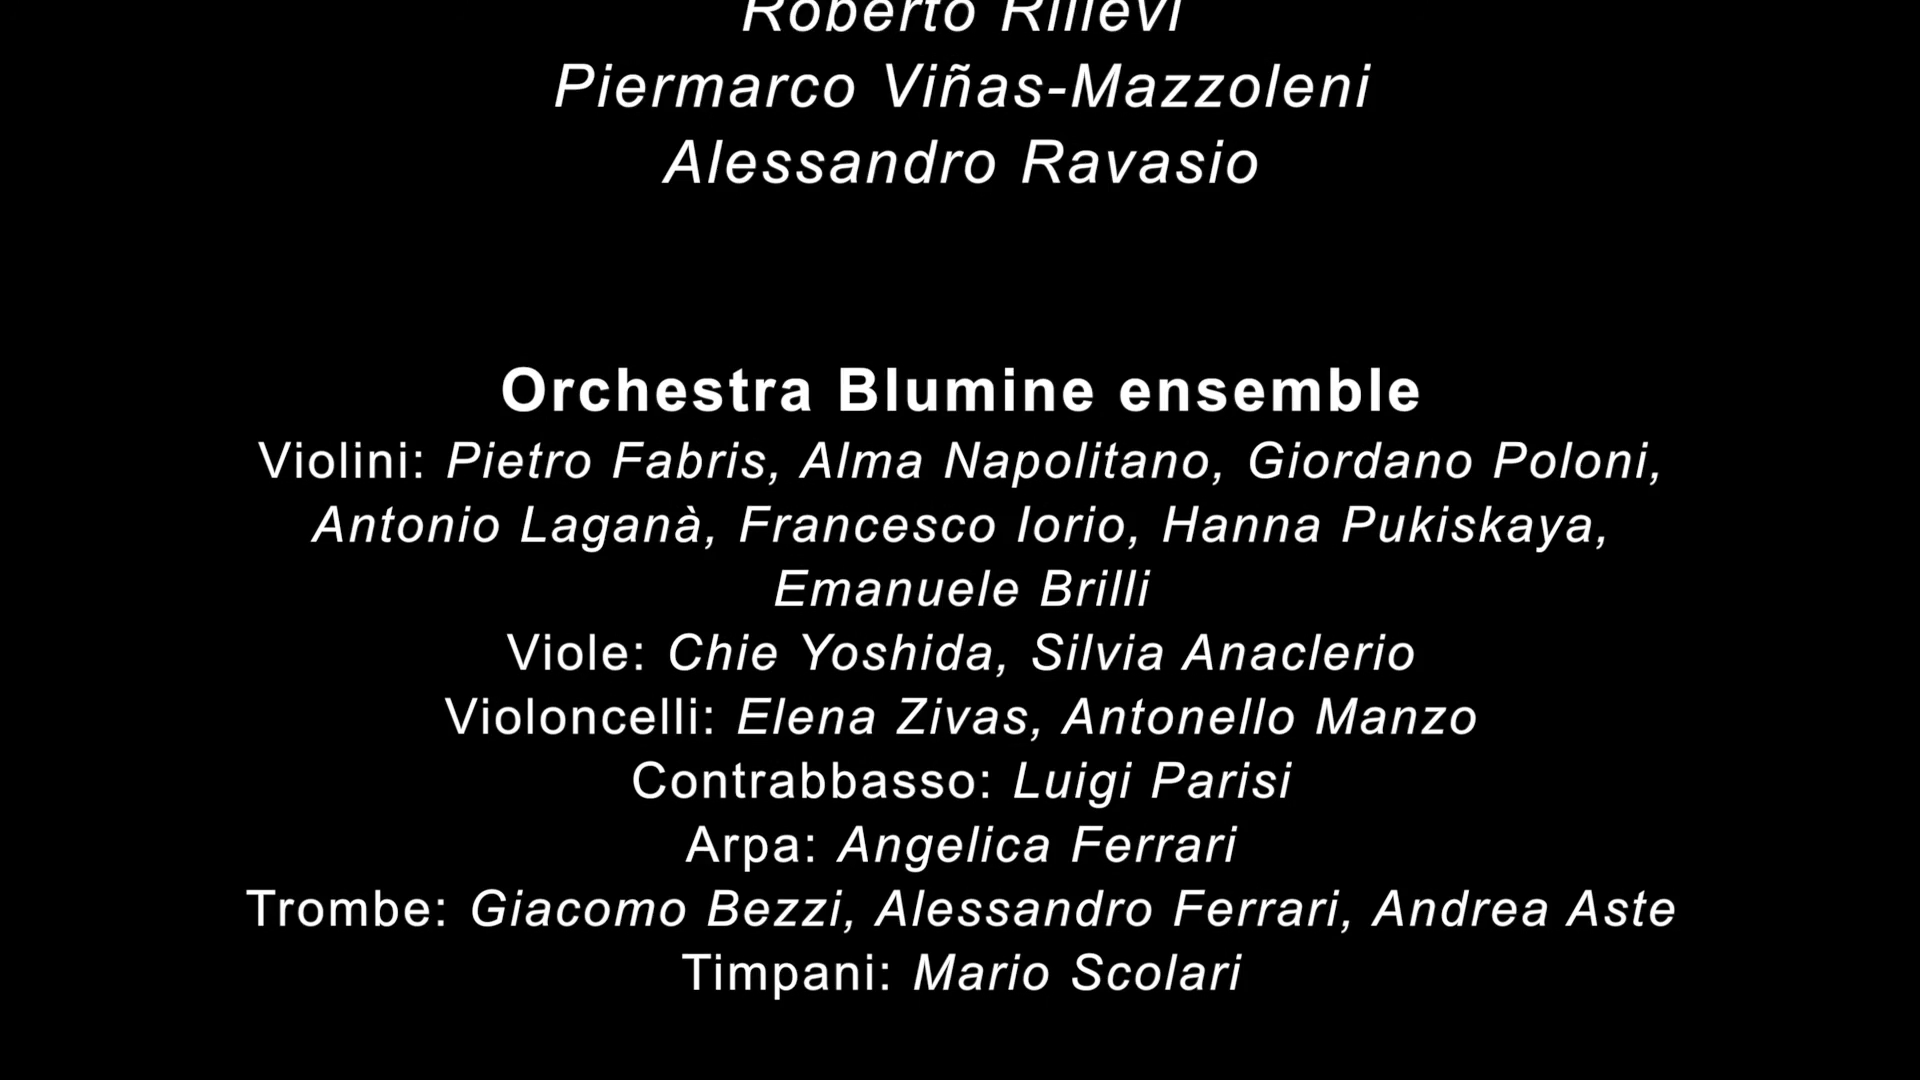 Roberto Rillevi
Piermarco Viñas-Mazzoleni
Alessandro Ravasio
Orchestra Blumine ensemble
Violini: Pietro Fabris, Alma Napolitano, Giordano Poloni,
Antonio Laganà, Francesco Iorio, Hanna Pukiskaya,
Emanuele Brilli
Viole: Chie Yoshida, Silvia Anaclerio
Violoncelli: Elena Zivas, Antonello Manzo
Contrabbasso: Luigi Parisi
Arpa: Angelica Ferrari
Trombe: Giacomo Bezzi, Alessandro Ferrari, Andrea Aste
Timpani: Mario Scolari